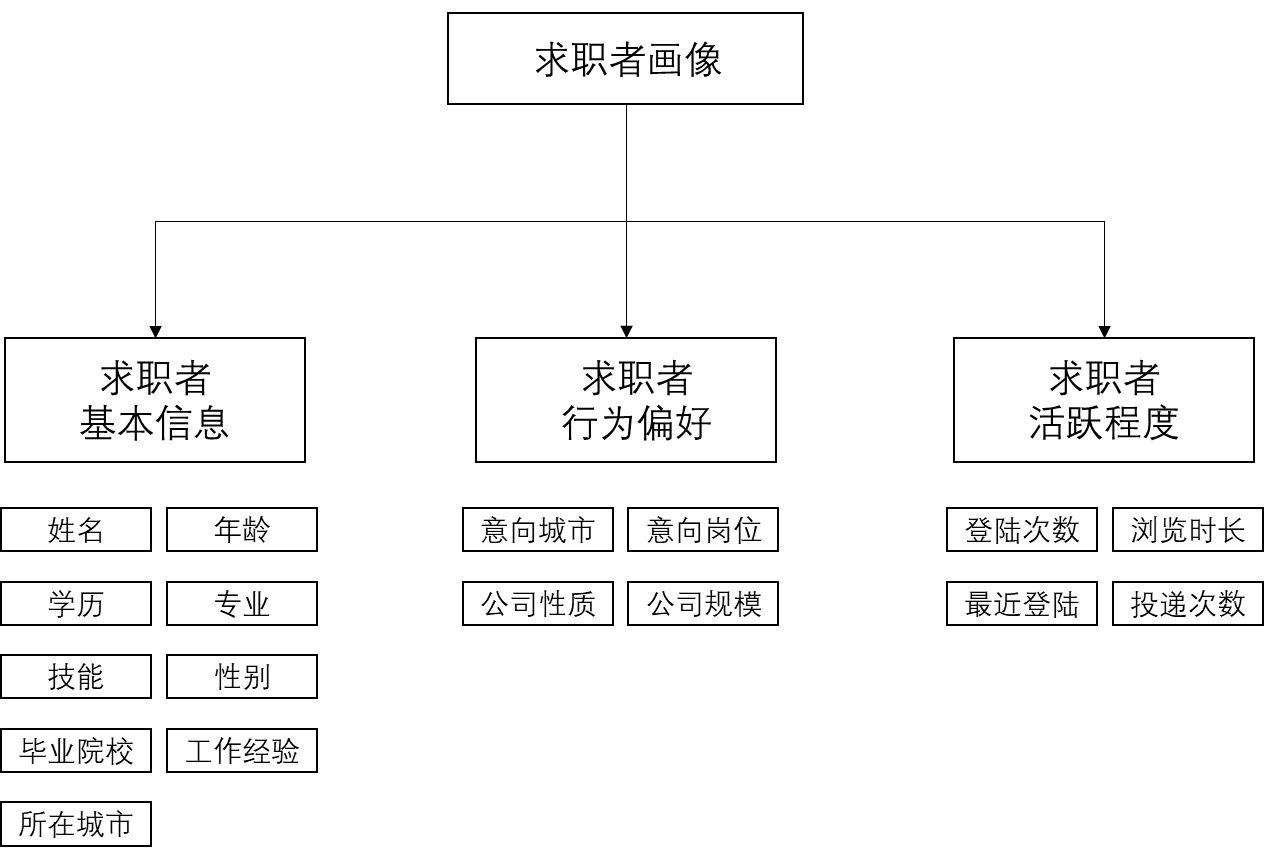 求职者画像
求职者
基本信息
求职者
行为偏好
求职者
活跃程度
姓名
年龄
学历
专业
技能
性别
毕业院校
工作经验
所在城市
意向城市
意向岗位
公司性质
公司规模
登陆次数
浏览时长
最近登陆
投递次数